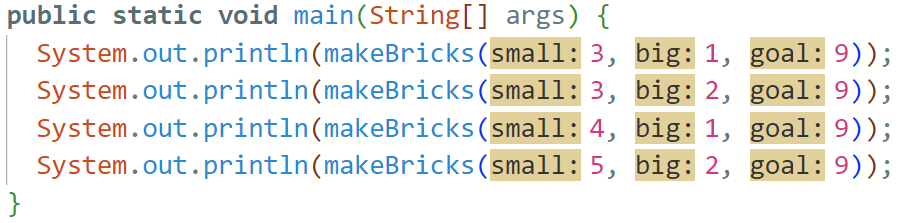 public static void main(String[] args) {
System.out.println(makeBricks(small: 3, big: 1, goal: 9));
System.out.println(makeBricks(small: 3, big: 2, goal: 9));
System.out.println(makeBricks(small: 4, big: 1, goal: 9));
System.out.println(makeBricks(small: 5, big: 2, goal: 9));
}